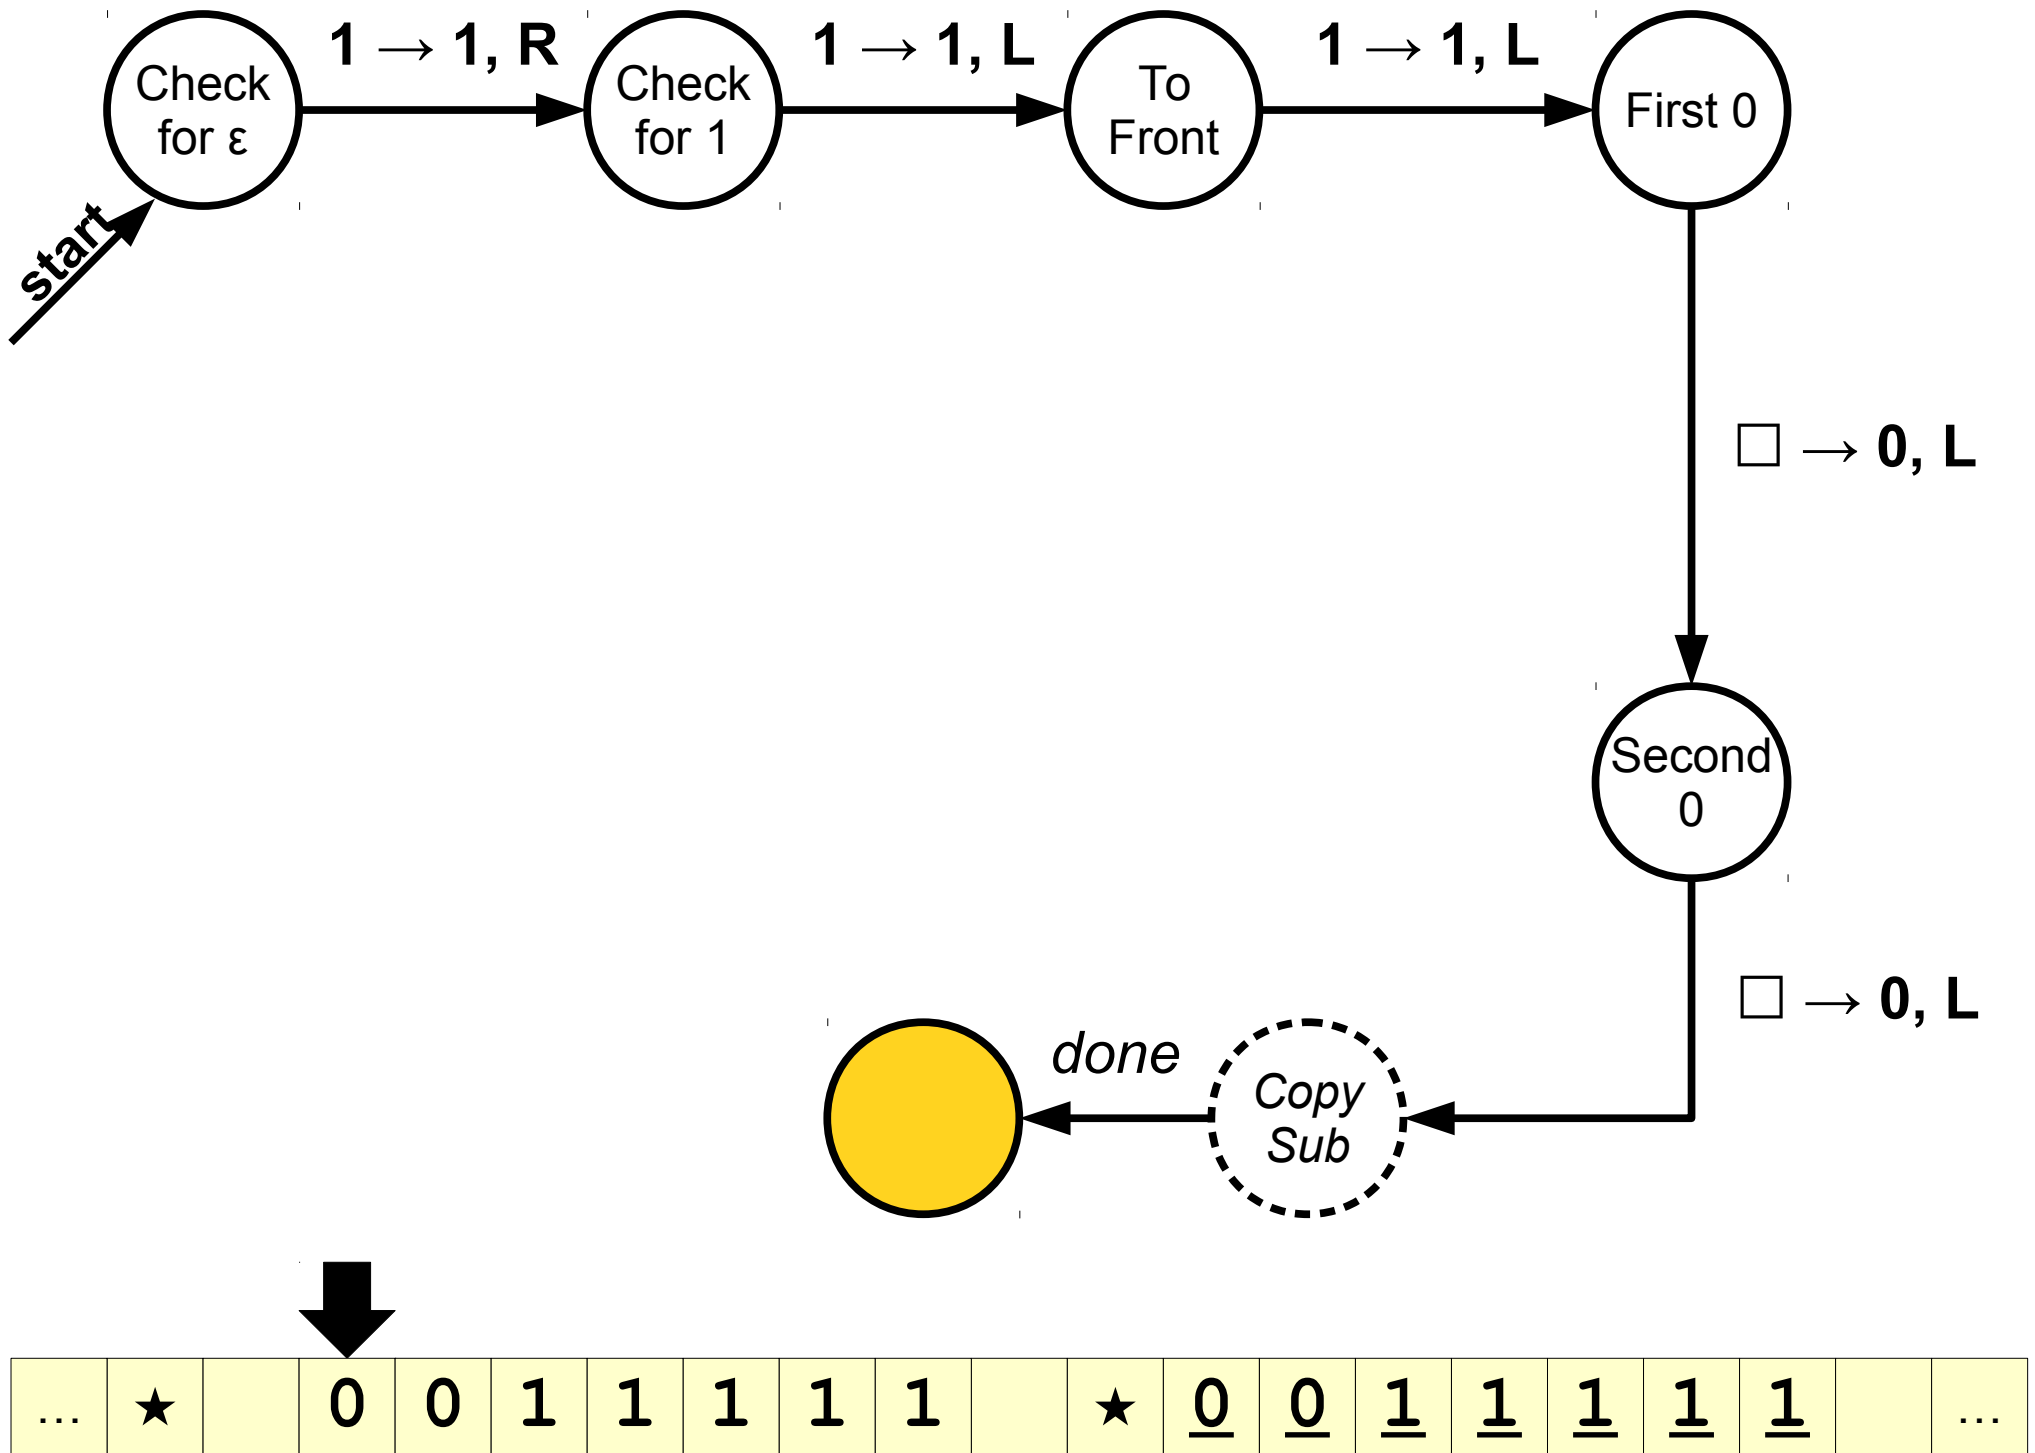 Check
for ε
1 → 1, R
Check
for 1
1 → 1, L
To
Front
1 → 1, L
First 0
start
□ → 0, L
Second
0
□ → 0, L
done
Copy
Sub
… ★ 0 0 1 1 1 1 1 ★ 0 0 1 1 1 1 1 …